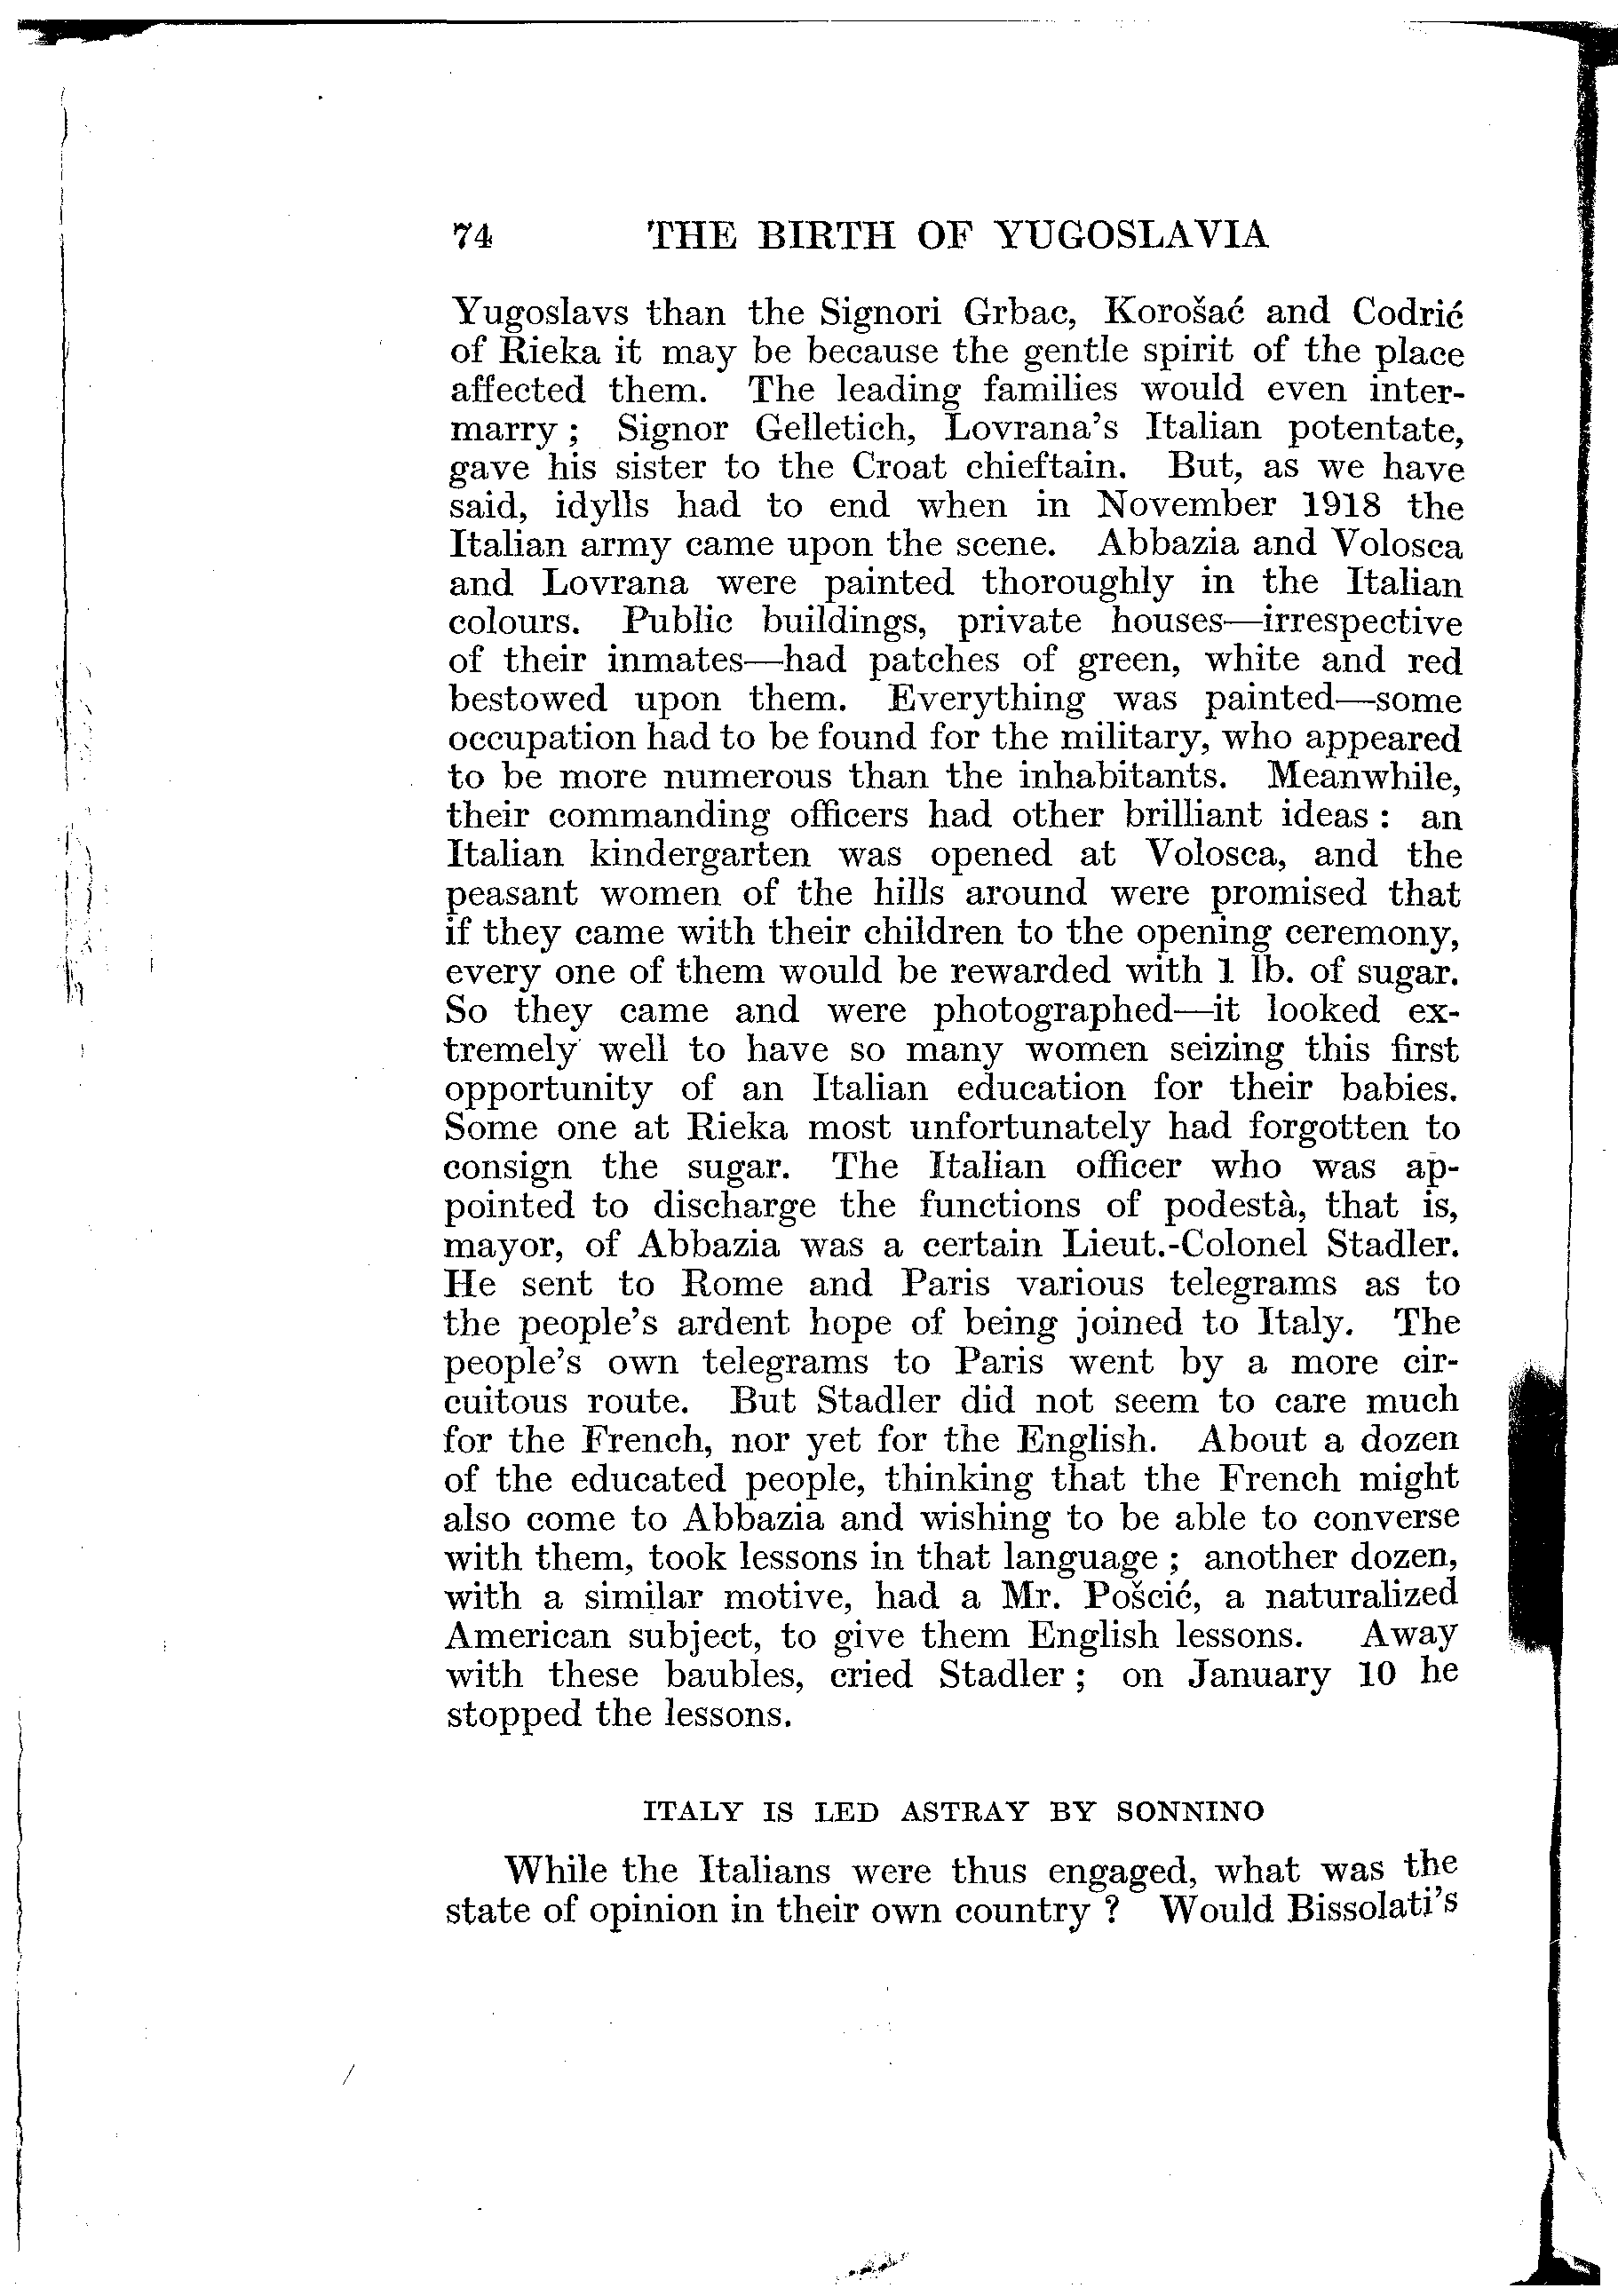 74 THE BIRTH OF YUGOSLAVIA
Yugoslavs than the Signori Grbac, Korošać and Codrić
of Rieka it may be because the gentle spirit of the place
affected them. The leading families would even inter-
marry ; Signor Gelletich, Lovrana's Italian potentate,
gave his sister to the Croat chieftain. But, as we have
said, idylls had to end when in November 1918 the
Italian army came upon the scene. Abbazia and Volosca
and Lovrana were painted thoroughly in the Italian
colours. Public buildings, private houses—irrespective
of their inmates—had patches of green, white and red
bestowed upon them. Everything was painted—some
occupation had to be found for the military, who appeared
to be more numerous than the inhabitants. Meanwhile,
their commanding officers had other brilliant ideas : an
Italian kindergarten was opened at Volosca, and the
peasant women of the hills around were promised that
if they came with their children to the opening ceremony,
every one of them would be rewarded with 1 lb. of sugar.
So they came and were photographed—it looked ex-
tremely well to have so many women seizing this first
opportunity of an Italian education for their babies.
Some one at Rieka most unfortunately had forgotten to
consign the sugar. The Italian officer who was ap-
pointed to discharge the functions of podestà, that is,
mayor, of Abbazia was a certain Lieut.-Colonel Stadler.
He sent to Rome and Paris various telegrams as to
the people's ardent hope of being joined to Italy. The
people's own telegrams to Paris went by a more cir-
cuitous route. But Stadler did not seem to care much
for the French, nor yet for the English. About a dozen
of the educated people, thinking that the French might
also come to Abbazia and wishing to be able to converse
with them, took lessons in that language ; another dozen,
with a similar motive, had a Mr. Pošcić, a naturalized
American subject, to give them English lessons. Away
with these baubles, cried Stadler ; on January 10 he
stopped the lessons.
ITALY IS LED ASTRAY BY SONNINO
While the Italians were thus engaged, what was the
state of opinion in their own country ? Would Bissolati's